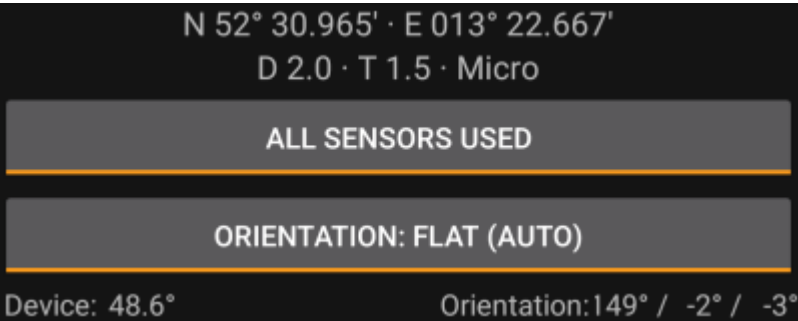 N 52° 30.965' · E 013° 22.667'
D 2.0 · T 1.5 · Micro
ALL SENSORS USED
ORIENTATION: FLAT (AUTO)
Device: 48.6° Orientation:149° / -2° / -3°